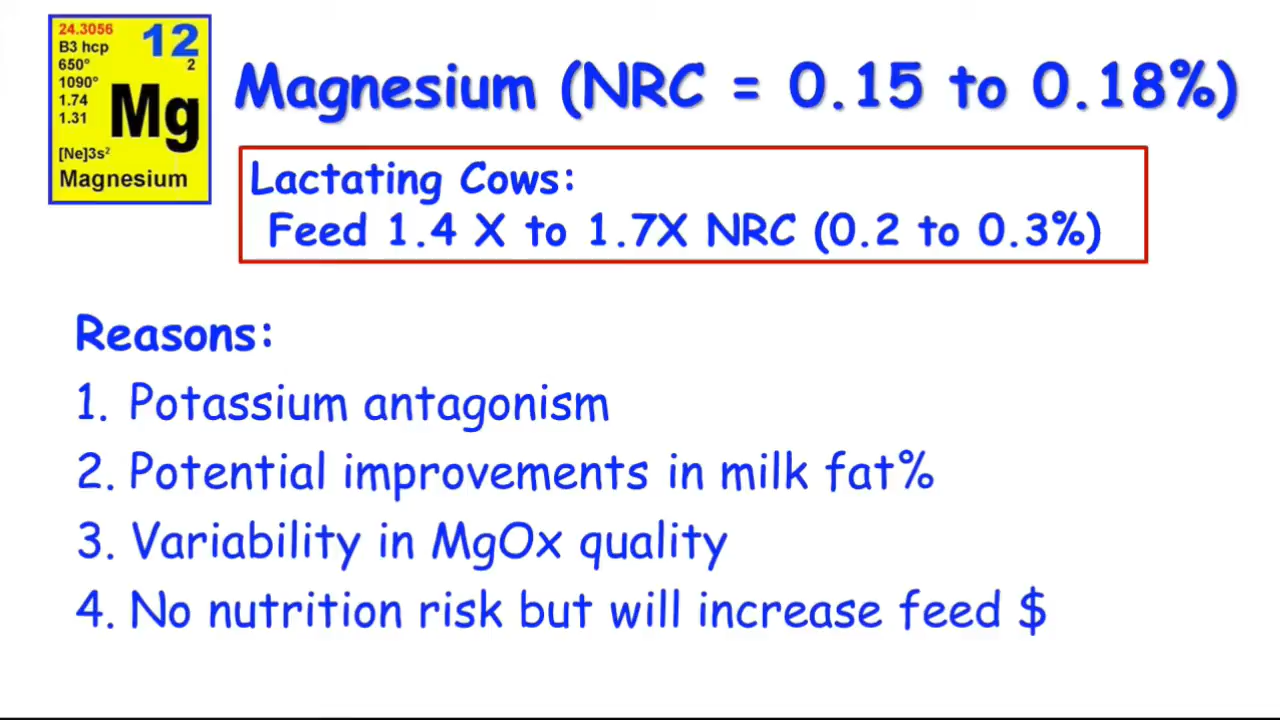 24.3056
12
B3 hcp
2
650°
1090°
1.74
1.31
Mg
[Ne]3s²
Magnesium
Magnesium (NRC = 0.15 to 0.18%)
Lactating Cows:
Feed 1.4 X to 1.7X NRC (0.2 to 0.3%)
Reasons:
1. Potassium antagonism
2. Potential improvements in milk fat%
3. Variability in MgOx quality
4. No nutrition risk but will increase feed $